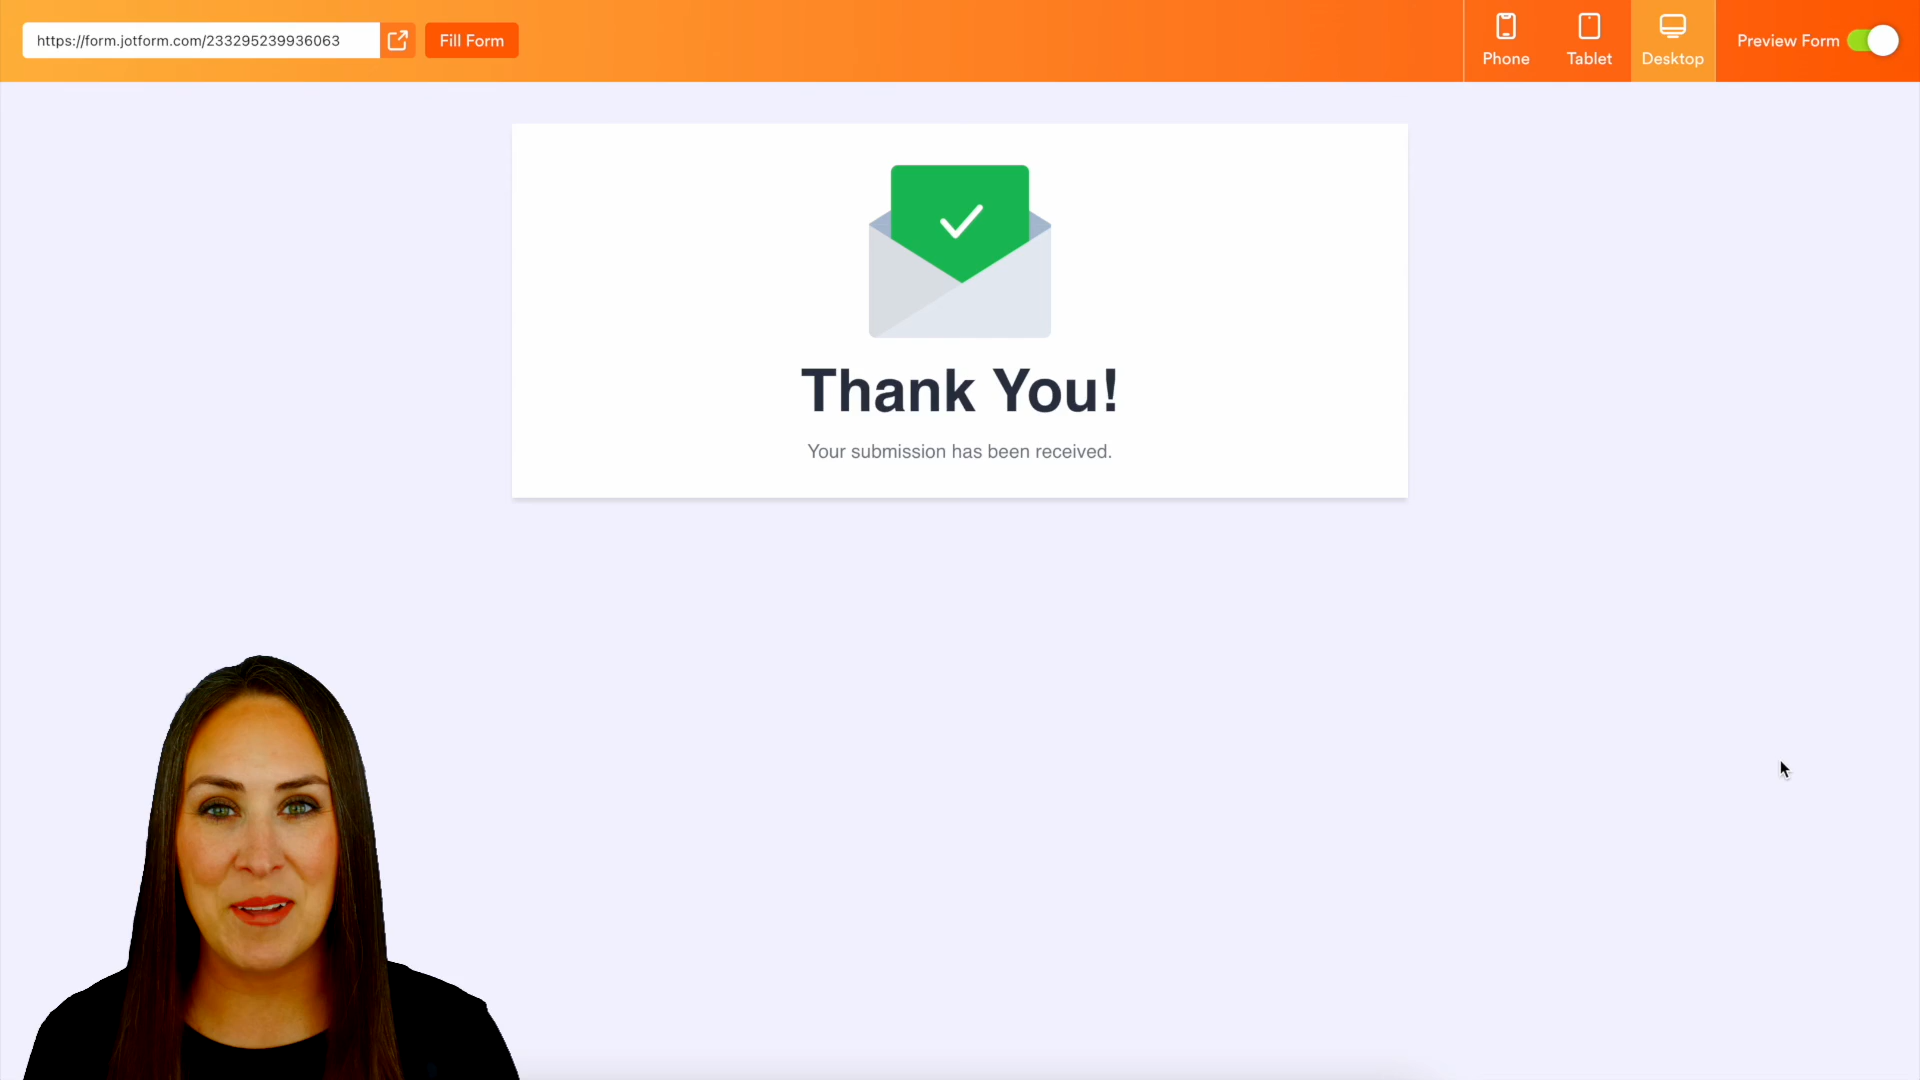 https://form.jotform.com/233295239936063
Fill Form
Phone
Tablet
Desktop
Preview Form
Thank You!
Your submission has been received.